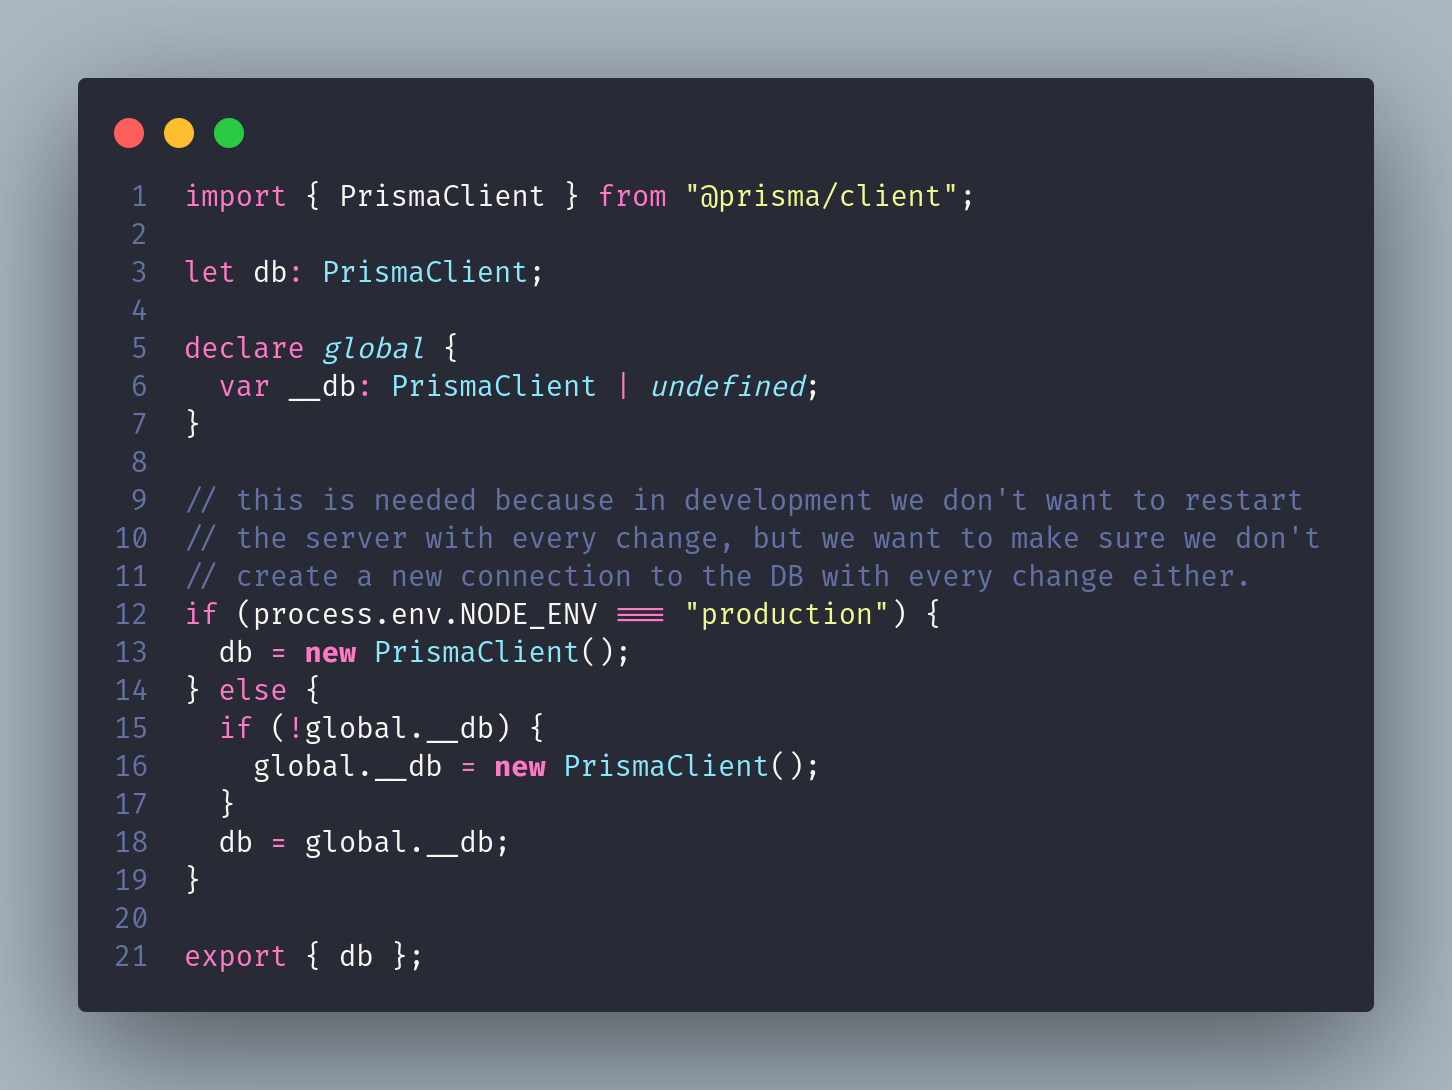 1 import { PrismaClient } from "@prisma/client";
2
3 let db: PrismaClient;
4
5 declare global {
6   var __db: PrismaClient | undefined;
7 }
8
9 // this is needed because in development we don't want to restart
10 // the server with every change, but we want to make sure we don't
11 // create a new connection to the DB with every change either.
12 if (process.env.NODE_ENV === "production") {
13   db = new PrismaClient();
14 } else {
15   if (!global.__db) {
16     global.__db = new PrismaClient();
17   }
18   db = global.__db;
19 }
20
21 export { db };